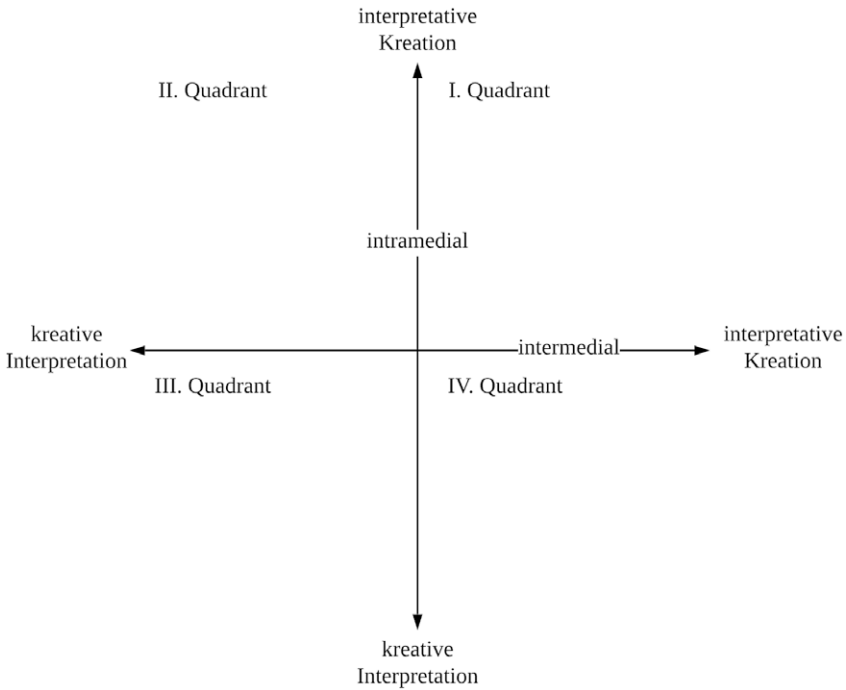 interpretative
Kreation
II. Quadrant
I. Quadrant
intramedial
kreative
Interpretation
intermedial
interpretative
Kreation
III. Quadrant
IV. Quadrant
kreative
Interpretation